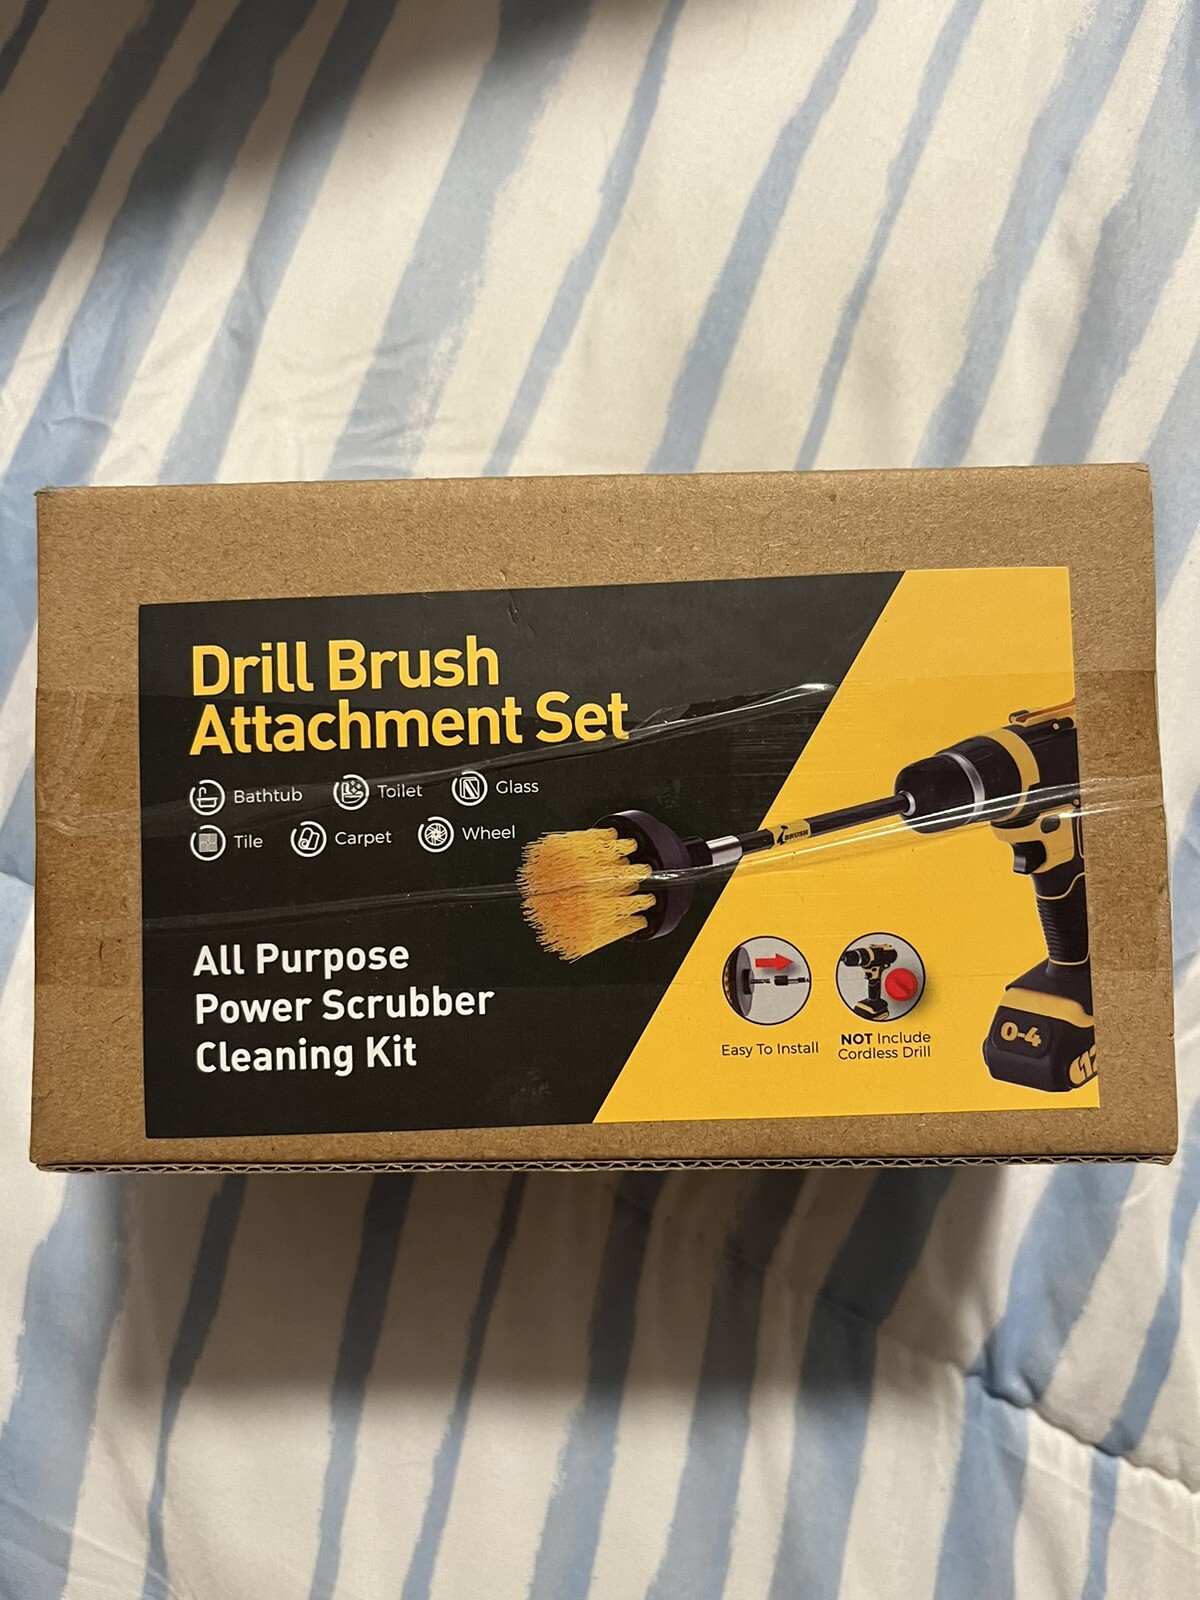 Drill Brush
Attachment Set
Bathtub Toilet Glass
Tile Carpet Wheel
BRUSH
All Purpose
Power Scrubber
Cleaning Kit
Easy To Install
NOT Include
Cordless Drill
0-4